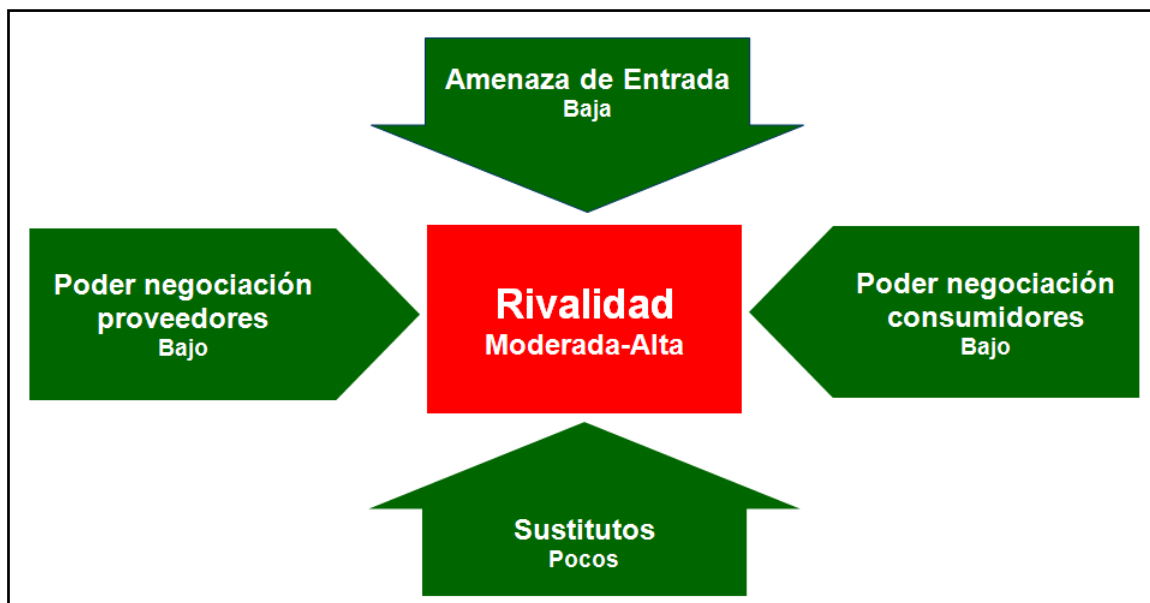 Amenaza de Entrada
Baja
Poder negociación
proveedores
Bajo
Rivalidad
Moderada-Alta
Poder negociación
consumidores
Bajo
Sustitutos
Pocos